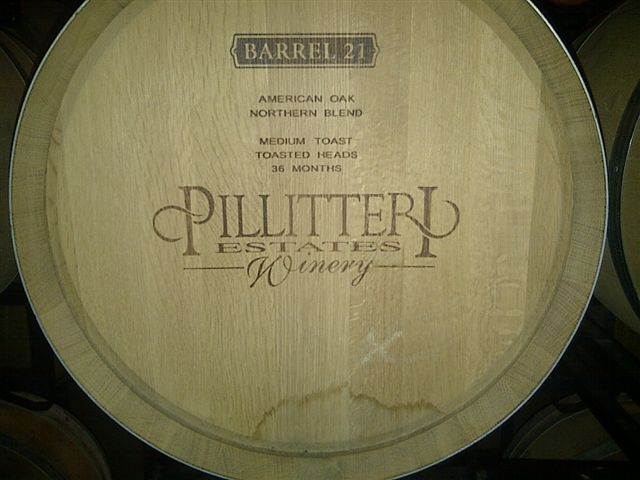 BARREL 21
AMERICAN OAK
NORTHERN BLEND
MEDIUM TOAST
TOASTED HEADS
36 MONTHS
PILLITTERI
ESTATES
Winery